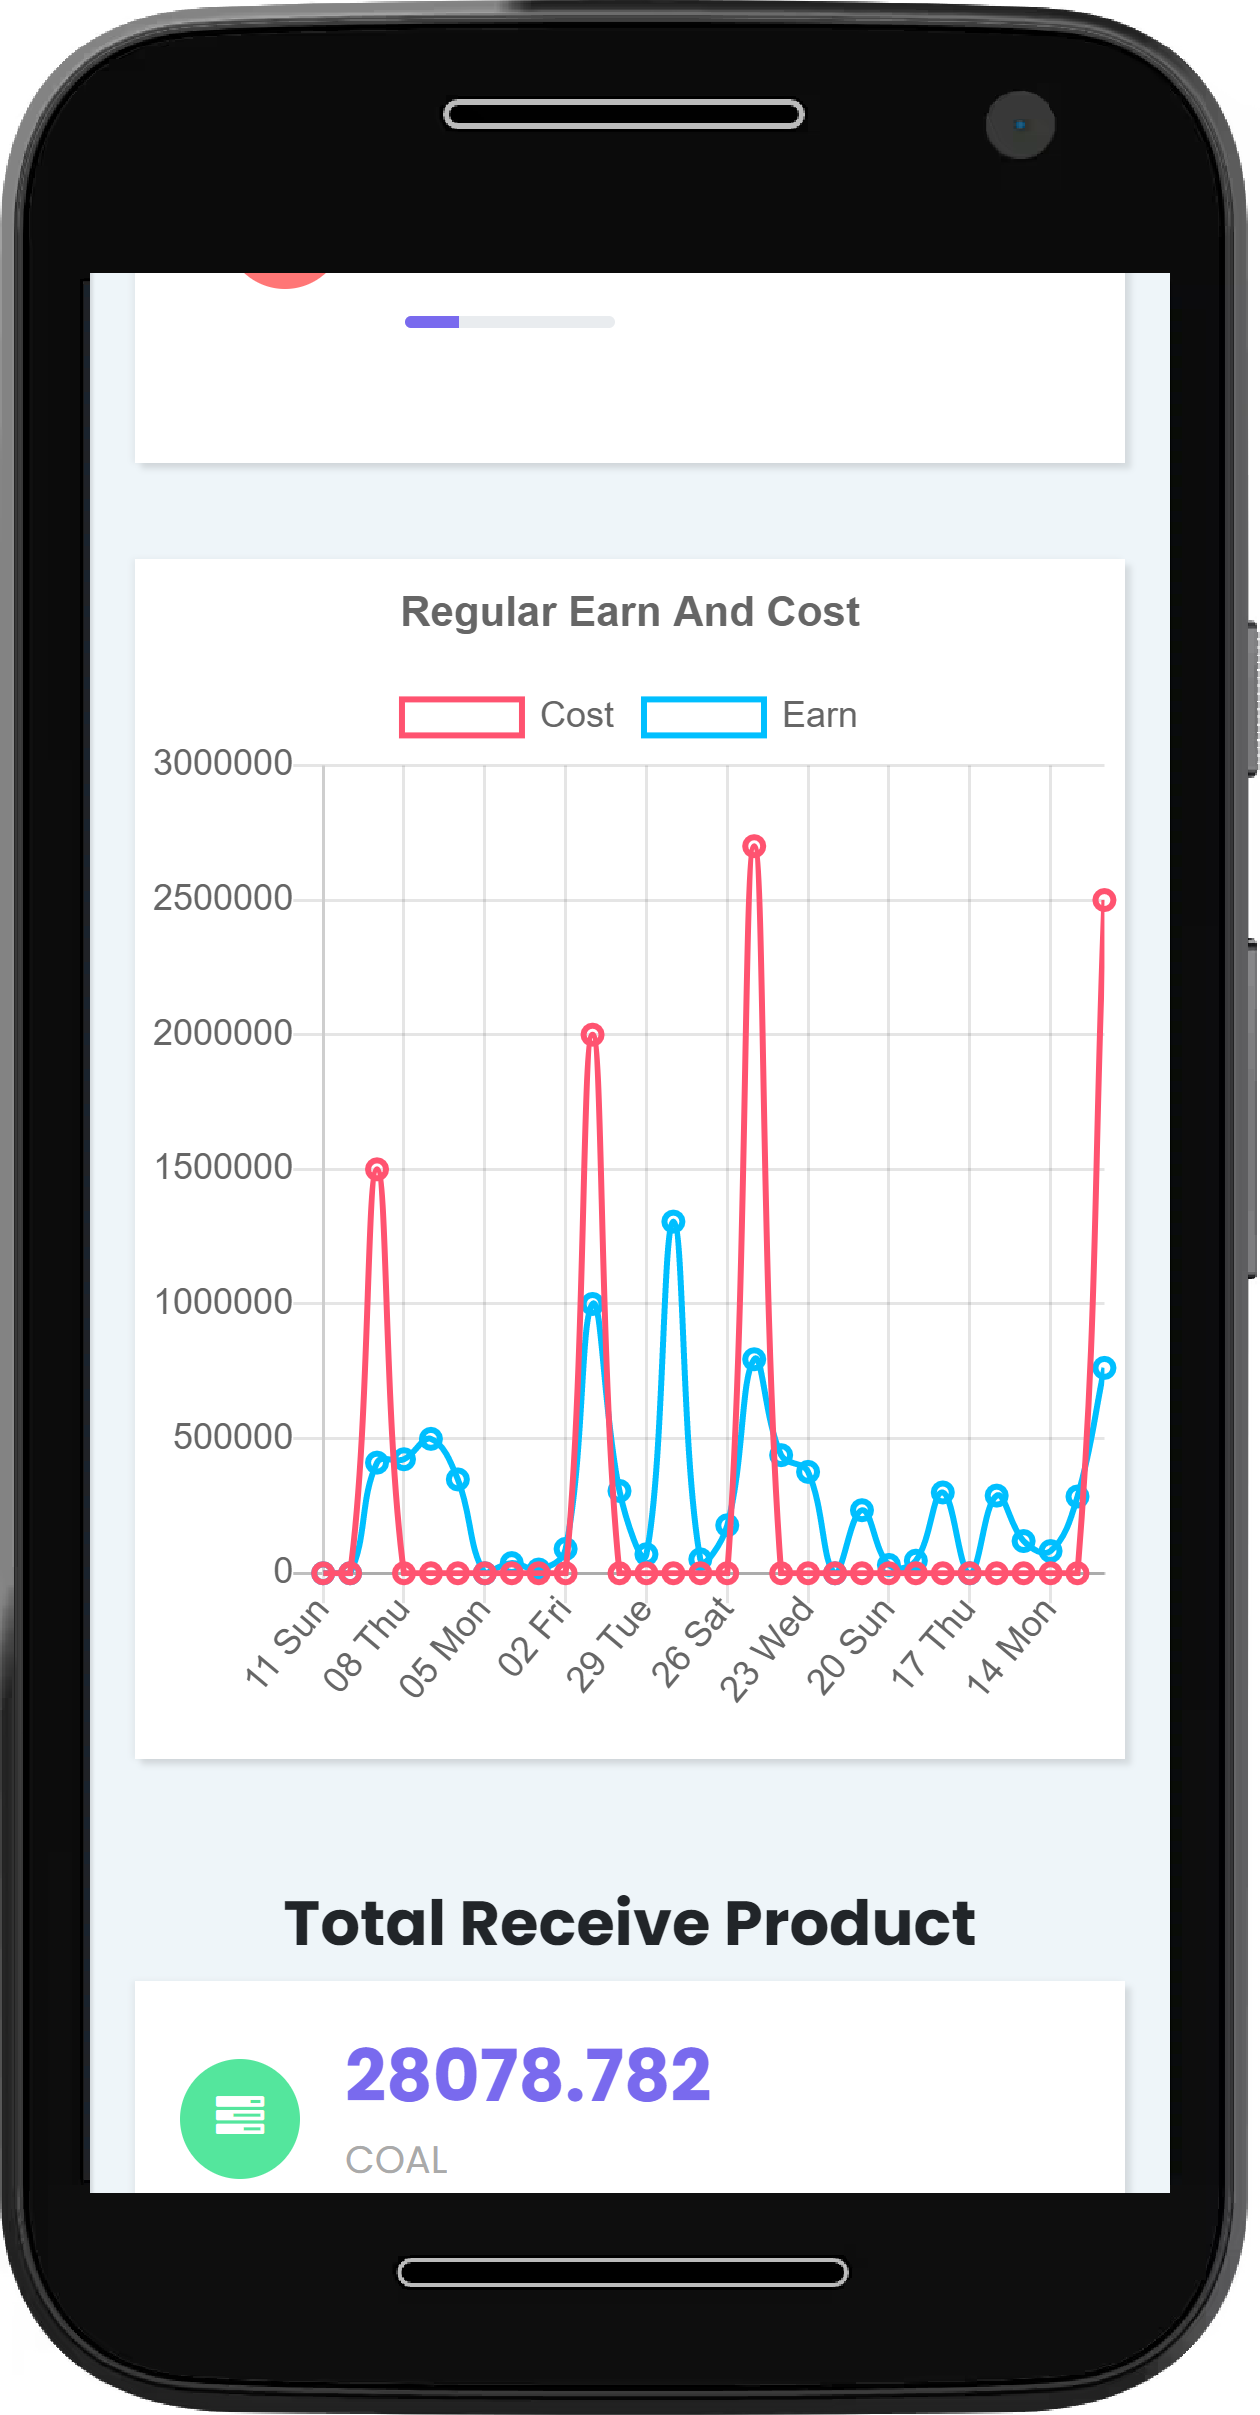 Regular Earn And Cost
Cost Earn
3000000
2500000
2000000
1500000
1000000
500000
0
11 Sun
08 Thu
05 Mon
02 Fri
29 Tue
26 Sat
23 Wed
20 Sun
17 Thu
14 Mon
Total Receive Product
28078.782
COAL